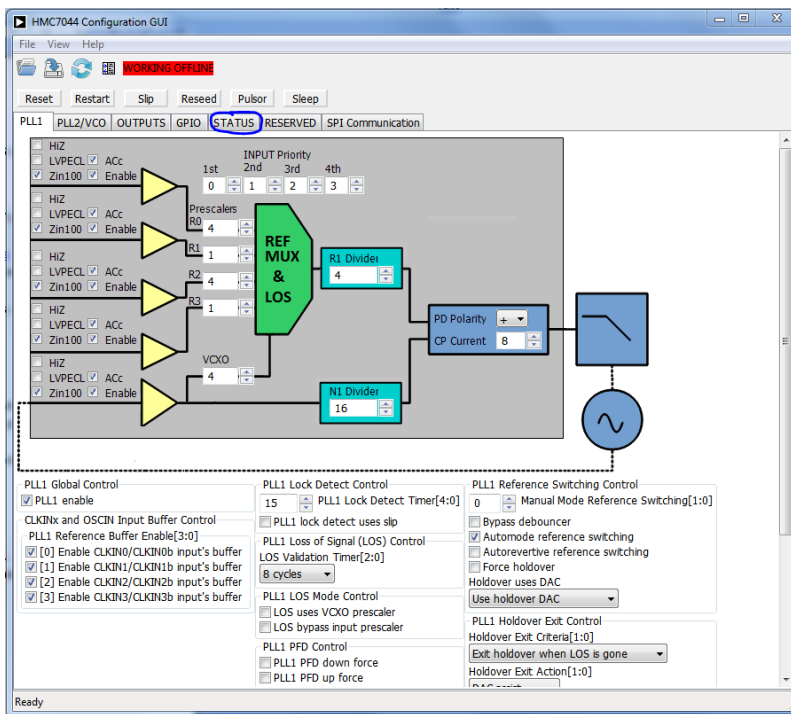 HMC7044 Configuration GUI
File View Help
WORKING OFFLINE
Reset Restart Slip Reseed Pulsor Sleep
PLL1 PLL2/VCO OUTPUTS GPIO STATUS RESERVED SPI Communication
HiZ
LVPECL ACc
Zin100 Enable
HiZ
LVPECL ACc
Zin100 Enable
HiZ
LVPECL ACc
Zin100 Enable
HiZ
LVPECL ACc
Zin100 Enable
HiZ
LVPECL ACc
Zin100 Enable
INPUT Priority
1st 2nd 3rd 4th
0 1 2 3
Prescalers
R0 4
R1 1
R2 4
R3 1
VCXO
4
REF
MUX
&
LOS
R1 Divider
4
N1 Divider
16
PD Polarity +
CP Current 8
PLL1 Global Control
PLL1 enable
CLKINx and OSCIN Input Buffer Control
PLL1 Reference Buffer Enable[3:0]
[0] Enable CLKIN0/CLKIN0b input's buffer
[1] Enable CLKIN1/CLKIN1b input's buffer
[2] Enable CLKIN2/CLKIN2b input's buffer
[3] Enable CLKIN3/CLKIN3b input's buffer
PLL1 Lock Detect Control
15 PLL1 Lock Detect Timer[4:0]
PLL1 lock detect uses slip
PLL1 Loss of Signal (LOS) Control
LOS Validation Timer[2:0]
8 cycles
PLL1 LOS Mode Control
LOS uses VCXO prescaler
LOS bypass input prescaler
PLL1 PFD Control
PLL1 PFD down force
PLL1 PFD up force
PLL1 Reference Switching Control
0 Manual Mode Reference Switching[1:0]
Bypass debouncer
Automode reference switching
Autorevertive reference switching
Force holdover
Holdover uses DAC
Use holdover DAC
PLL1 Holdover Exit Control
Holdover Exit Criteria[1:0]
Exit holdover when LOS is gone
Holdover Exit Action[1:0]
DAC assist
Ready